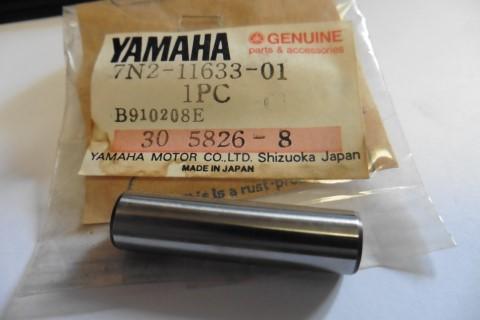 YAMAHA GENUINE
parts & accessories
7N2-11633-01
1PC
B910208E
30 5826-8
YAMAHA MOTOR CO.,LTD. Shizuoka Japan
MADE IN JAPAN
is a rust-pr